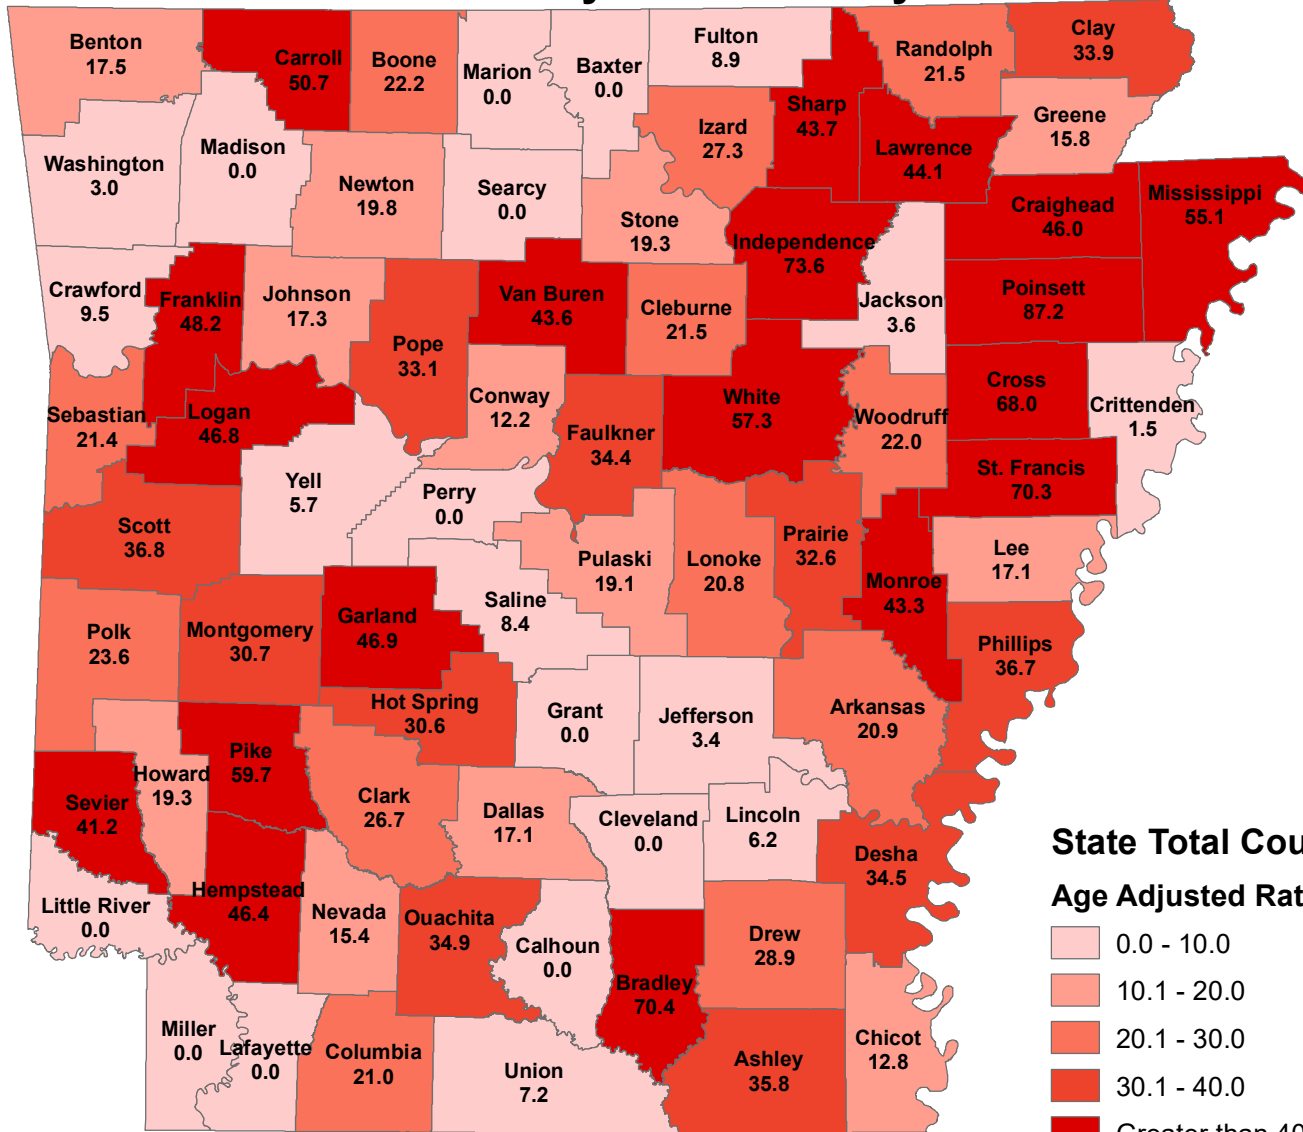 Benton
17.5
Carroll
50.7
Boone
22.2
Marion
0.0
Baxter
0.0
Fulton
8.9
Randolph
21.5
Clay
33.9
Sharp
43.7
Izard
27.3
Greene
15.8
Lawrence
44.1
Washington
3.0
Madison
0.0
Newton
19.8
Searcy
0.0
Stone
19.3
Independence
73.6
Craighead
46.0
Mississippi
55.1
Crawford
9.5
Franklin
48.2
Johnson
17.3
Pope
33.1
Van Buren
43.6
Cleburne
21.5
Jackson
3.6
Poinsett
87.2
Sebastian
21.4
Logan
46.8
Conway
12.2
Faulkner
34.4
White
57.3
Woodruff
22.0
Cross
68.0
Crittenden
1.5
St. Francis
70.3
Yell
5.7
Perry
0.0
Scott
36.8
Pulaski
19.1
Lonoke
20.8
Prairie
32.6
Monroe
43.3
Lee
17.1
Polk
23.6
Montgomery
30.7
Garland
46.9
Saline
8.4
Phillips
36.7
Hot Spring
30.6
Grant
0.0
Jefferson
3.4
Arkansas
20.9
Pike
59.7
Howard
19.3
Sevier
41.2
Clark
26.7
Dallas
17.1
Cleveland
0.0
Lincoln
6.2
Desha
34.5
Little River
0.0
Hempstead
46.4
Nevada
15.4
Ouachita
34.9
Calhoun
0.0
Bradley
70.4
Drew
28.9
Miller
0.0
Lafayette
0.0
Columbia
21.0
Union
7.2
Ashley
35.8
Chicot
12.8
State Total Cou
Age Adjusted Rat
0.0 - 10.0
10.1 - 20.0
20.1 - 30.0
30.1 - 40.0
Greater than 40